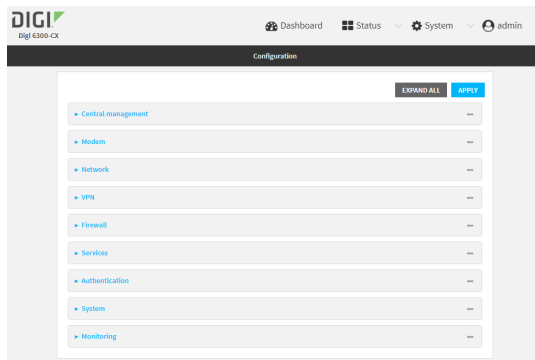 DIGI
Digi 6300-CX
Dashboard Status System admin
Configuration
EXPAND ALL APPLY
Central management
Modem
Network
VPN
Firewall
Services
Authentication
System
Monitoring